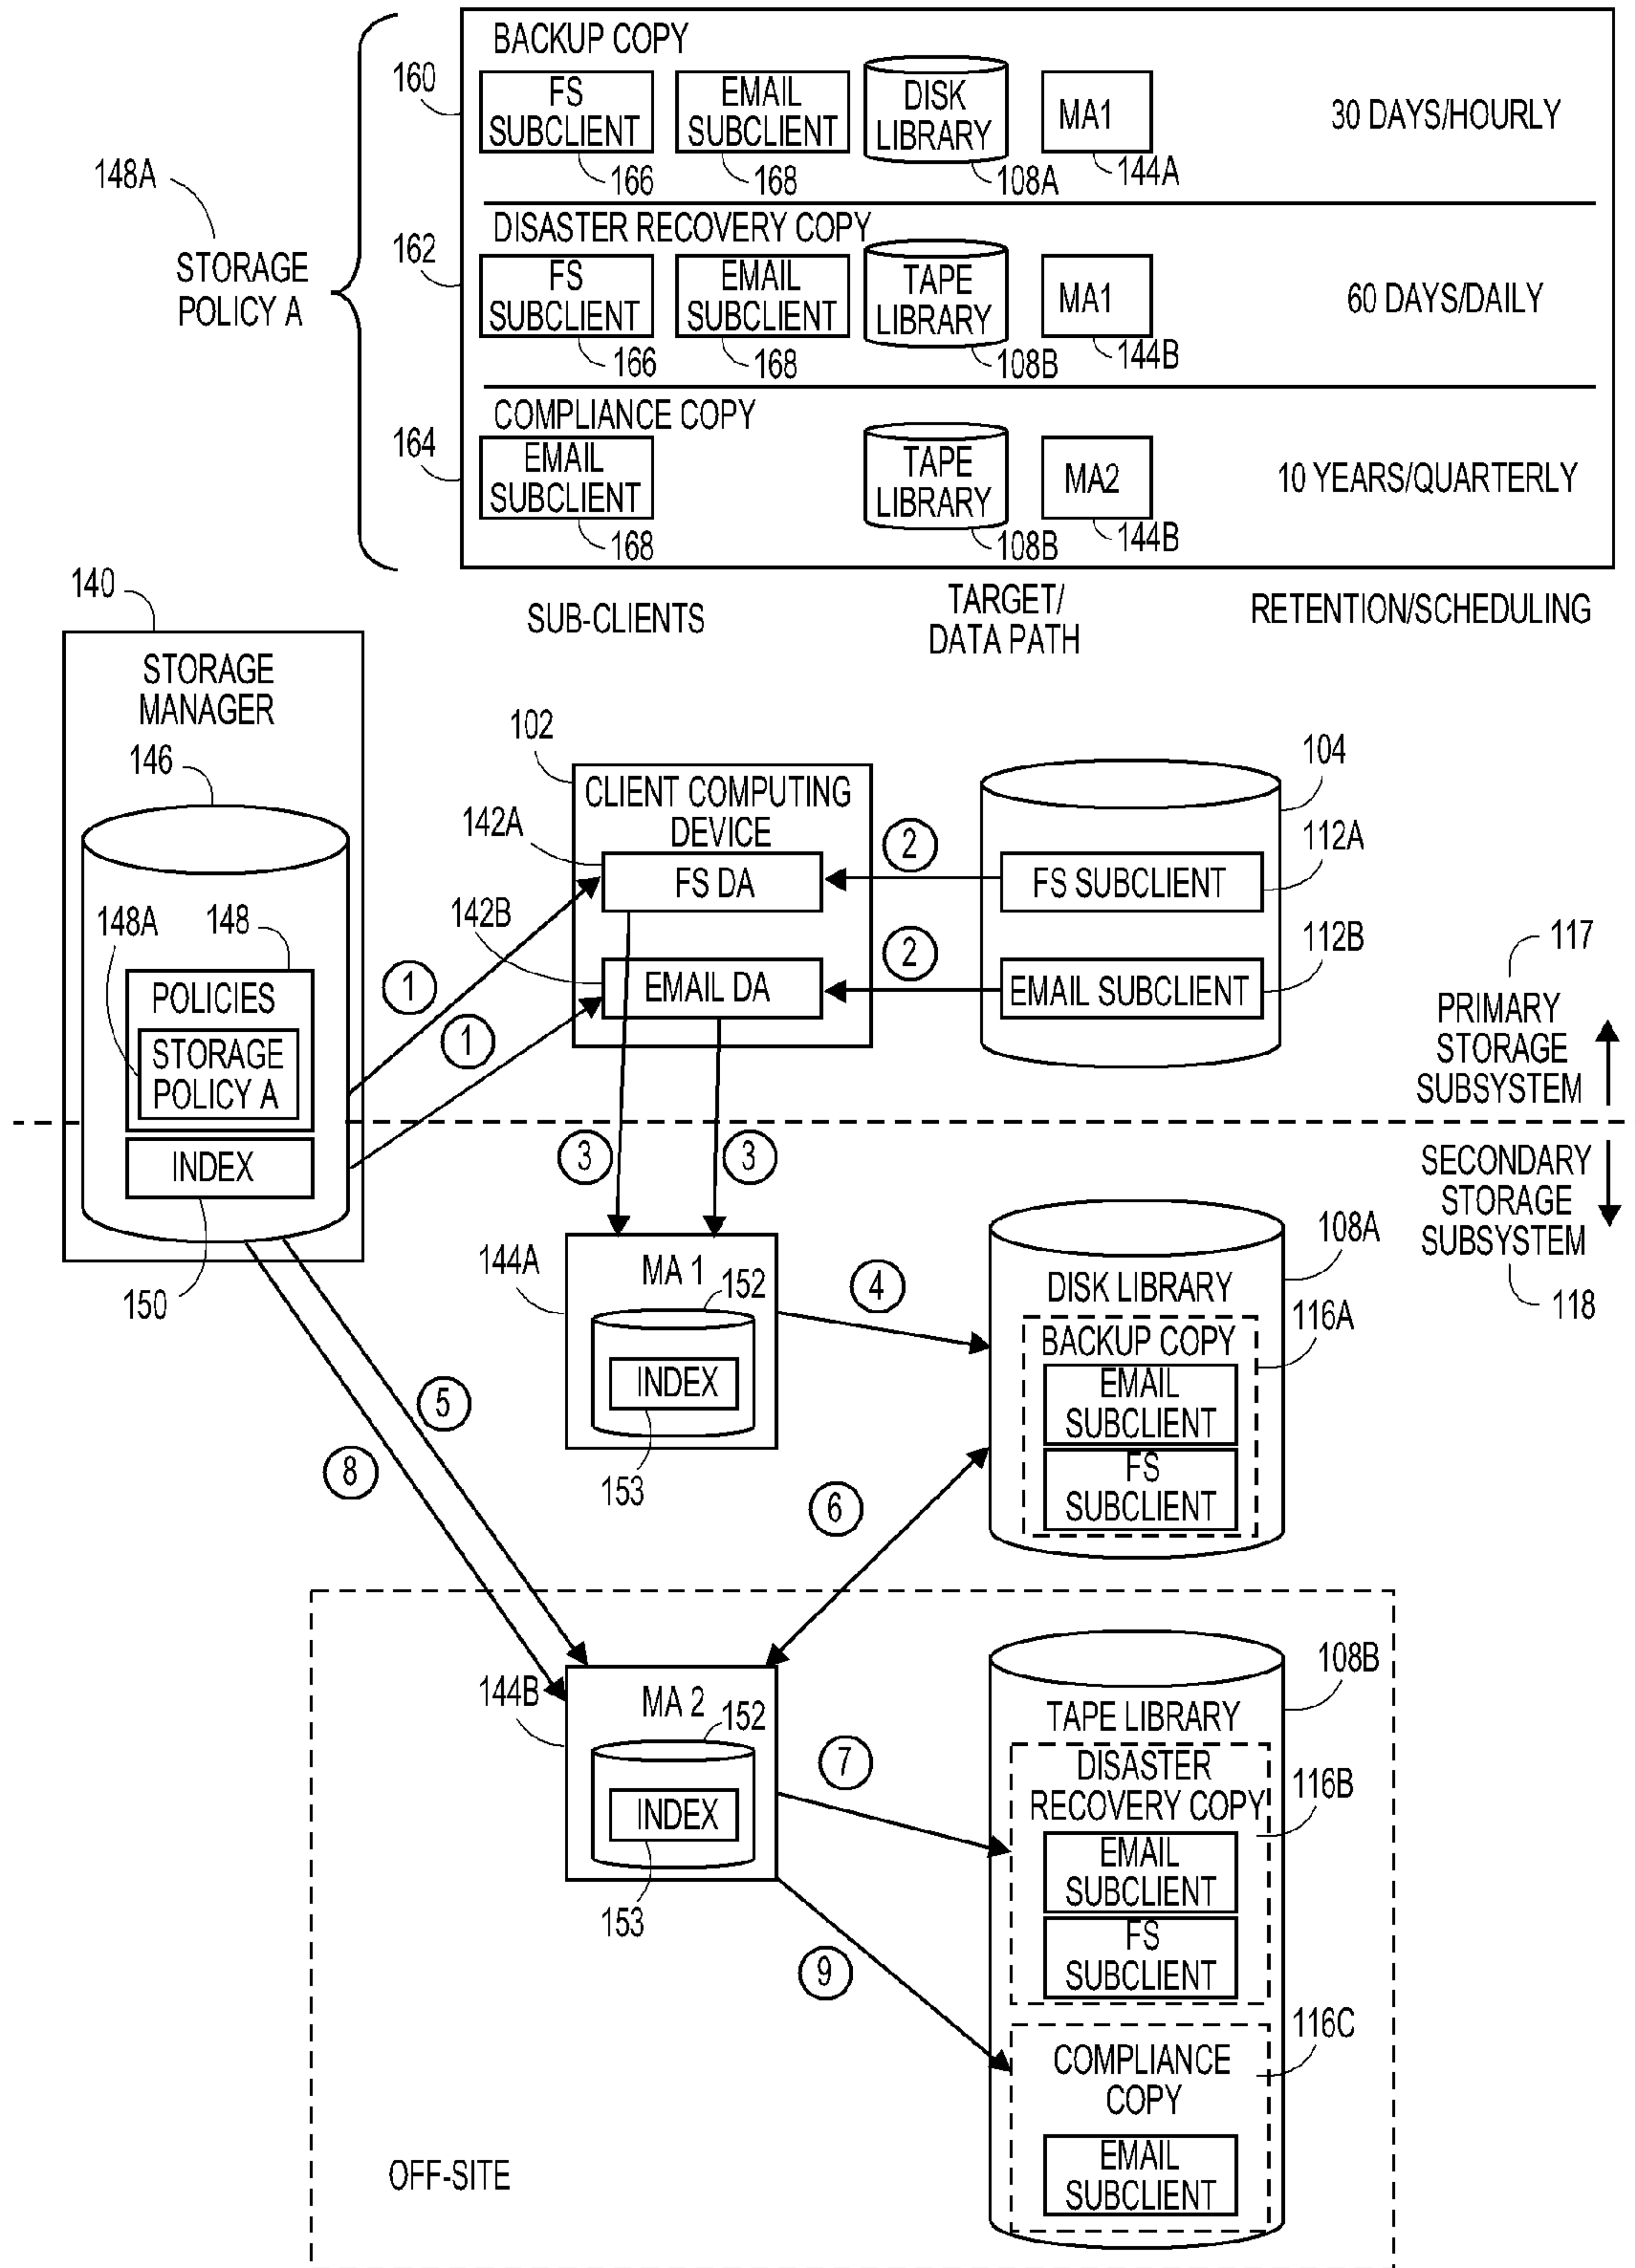 BACKUP COPY
160
FS
SUBCLIENT
166
EMAIL
SUBCLIENT
168
DISK
LIBRARY
108A
MA1
144A
30 DAYS/HOURLY
148A
STORAGE
POLICY A
DISASTER RECOVERY COPY
162
FS
SUBCLIENT
166
EMAIL
SUBCLIENT
168
TAPE
LIBRARY
108B
MA1
144B
60 DAYS/DAILY
COMPLIANCE COPY
164
EMAIL
SUBCLIENT
168
TAPE
LIBRARY
108B
MA2
144B
10 YEARS/QUARTERLY
SUB-CLIENTS
TARGET/
DATA PATH
RETENTION/SCHEDULING
140
STORAGE
MANAGER
146
148A
148
POLICIES
STORAGE
POLICY A
INDEX
150
102
CLIENT COMPUTING
DEVICE
142A
FS DA
142B
EMAIL DA
1
1
2
2
104
FS SUBCLIENT
112A
EMAIL SUBCLIENT
112B
117
PRIMARY
STORAGE
SUBSYSTEM
SECONDARY
STORAGE
SUBSYSTEM
118
3
3
144A
MA 1
152
INDEX
153
4
108A
DISK LIBRARY
116A
BACKUP COPY
EMAIL
SUBCLIENT
FS
SUBCLIENT
5
8
6
144B
MA 2
152
INDEX
153
7
9
108B
TAPE LIBRARY
DISASTER
RECOVERY COPY
116B
EMAIL
SUBCLIENT
FS
SUBCLIENT
116C
COMPLIANCE
COPY
EMAIL
SUBCLIENT
OFF-SITE